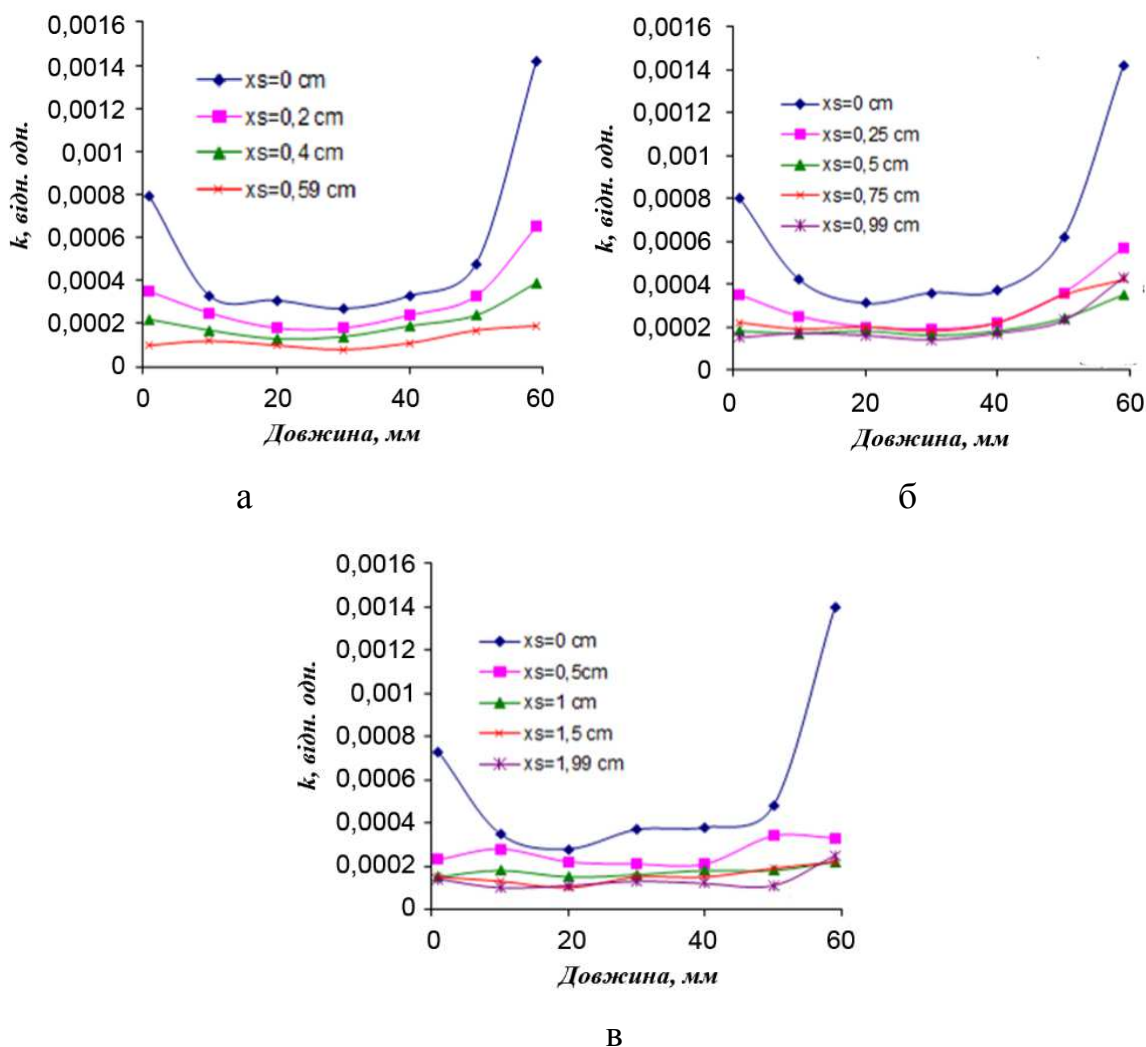 0,0016
0,0014
0,0012
0,001
0,0008
0,0006
0,0004
0,0002
0
k, відн. одн.
xs=0 cm
xs=0,2 cm
xs=0,4 cm
xs=0,59 cm
0 20 40 60
Довжина, мм
а
0,0016
0,0014
0,0012
0,001
0,0008
0,0006
0,0004
0,0002
0
k, відн. одн.
xs=0 cm
xs=0,25 cm
xs=0,5 cm
xs=0,75 cm
xs=0,99 cm
0 20 40 60
Довжина, мм
б
0,0016
0,0014
0,0012
0,001
0,0008
0,0006
0,0004
0,0002
0
k, відн. одн.
xs=0 cm
xs=0,5cm
xs=1 cm
xs=1,5 cm
xs=1,99 cm
0 20 40 60
Довжина, мм
в